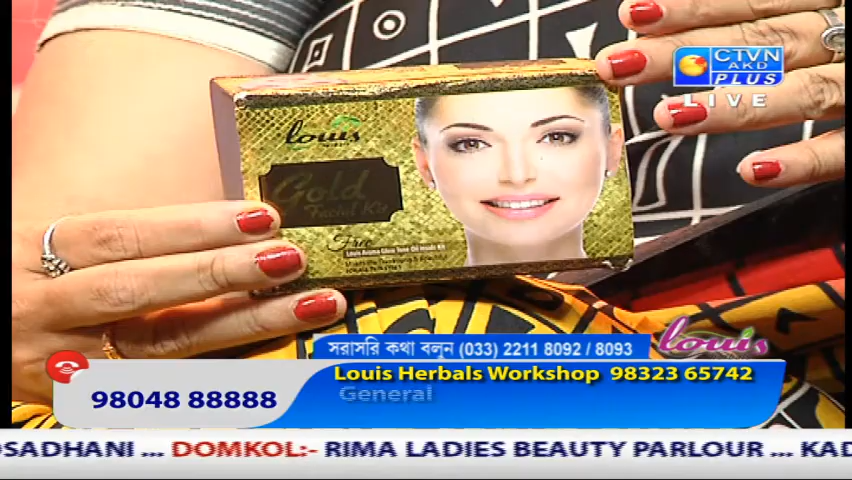 CTVN
AKD
PLUS
LIVE
louis
Gold
Facial Kit
Free
সরাসরি কথা বলুন (033) 2211 8092 / 8093
louis
Louis Herbals Workshop 98323 65742
98048 88888
General
SADHANI ... DOMKOL:- RIMA LADIES BEAUTY PARLOUR ... KAD